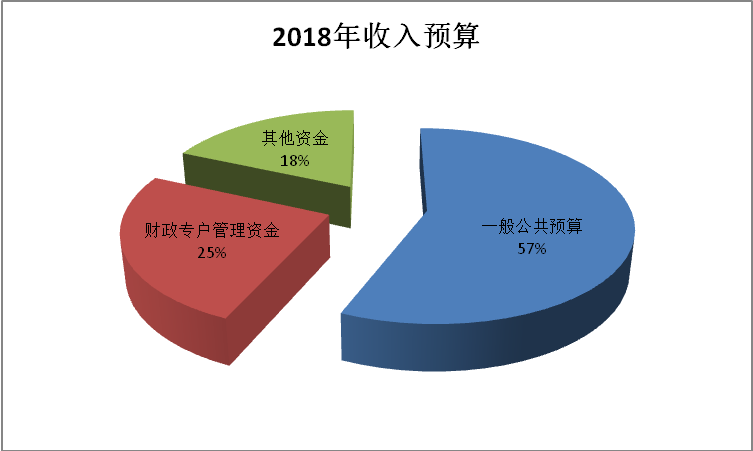 2018年收入预算
其他资金
18%
财政专户管理资金
25%
一般公共预算
57%